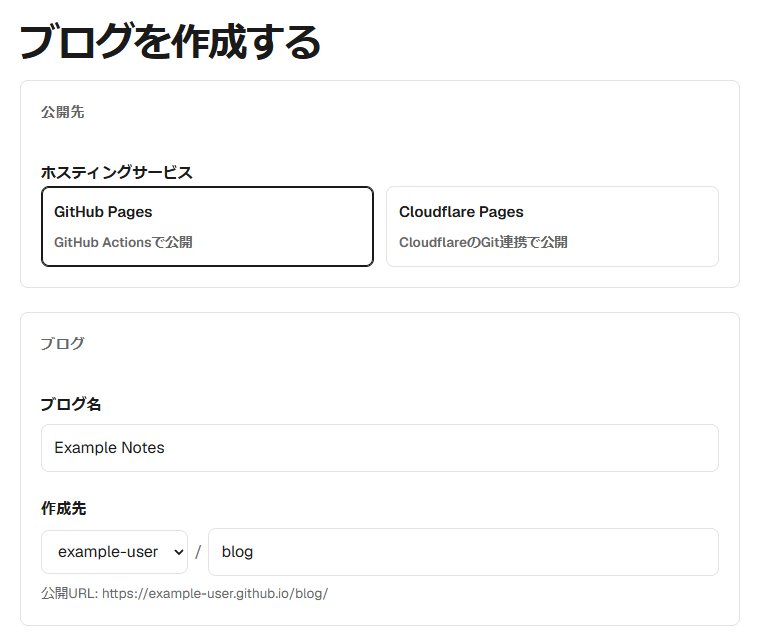 ブログを作成する
公開先
ホスティングサービス
GitHub Pages
GitHub Actionsで公開
Cloudflare Pages
CloudflareのGit連携で公開
ブログ
ブログ名
Example Notes
作成先
example-user / blog
公開URL: https://example-user.github.io/blog/